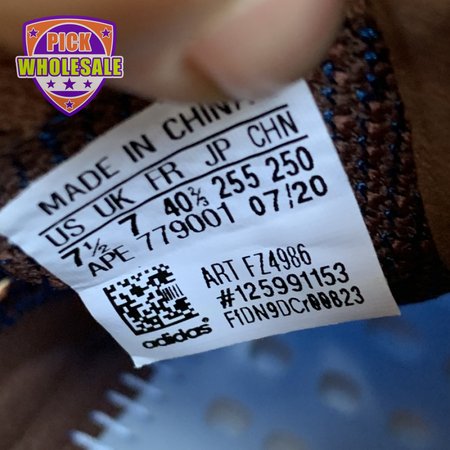 PICK
WHOLESALE
MADE IN CHINA
US UK FR JP CHN
7½ 7 40⅔ 255 250
APE 779001 07/20
ART FZ4986
#125991153
adidas